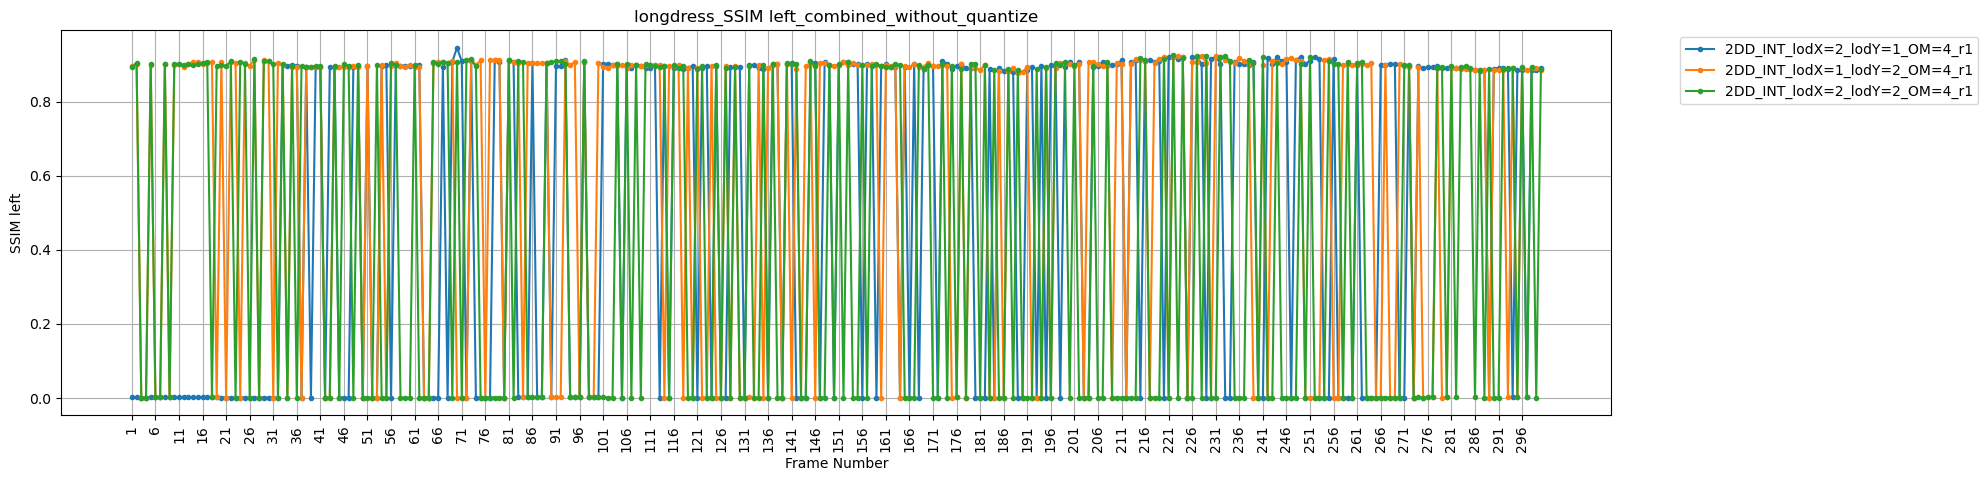 longdress_SSIM left_combined_without_quantize
2DD_INT_lodX=2_lodY=1_OM=4_r1
2DD_INT_lodX=1_lodY=2_OM=4_r1
2DD_INT_lodX=2_lodY=2_OM=4_r1
SSIM left
0.8
0.6
0.4
0.2
0.0
1 6 11 16 21 26 31 36 41 46 51 56 61 66 71 76 81 86 91 96 101 106 111 116 121 126 131 136 141 146 151 156 161 166 171 176 181 186 191 196 201 206 211 216 221 226 231 236 241 246 251 256 261 266 271 276 281 286 291 296
Frame Number